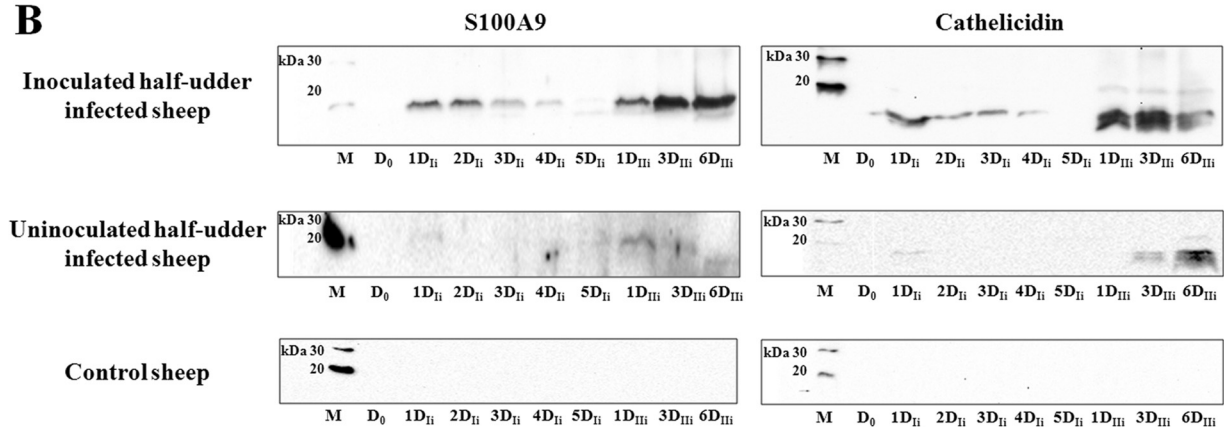 B
S100A9 Cathelicidin
Inoculated half-udder
infected sheep
kDa 30
20
M D0 1DIi 2DIi 3DIi 4DIi 5DIi 1DIIi 3DIIi 6DIIi
kDa 30
20
M D0 1DIi 2DIi 3DIi 4DIi 5DIi 1DIIi 3DIIi 6DIIi
Uninoculated half-udder
infected sheep
kDa 30
20
M D0 1DIi 2DIi 3DIi 4DIi 5DIi 1DIIi 3DIIi 6DIIi
kDa 30
20
M D0 1DIi 2DIi 3DIi 4DIi 5DIi 1DIIi 3DIIi 6DIIi
Control sheep
kDa 30
20
M D0 1DIi 2DIi 3DIi 4DIi 5DIi 1DIIi 3DIIi 6DIIi
kDa 30
20
M D0 1DIi 2DIi 3DIi 4DIi 5DIi 1DIIi 3DIIi 6DIIi